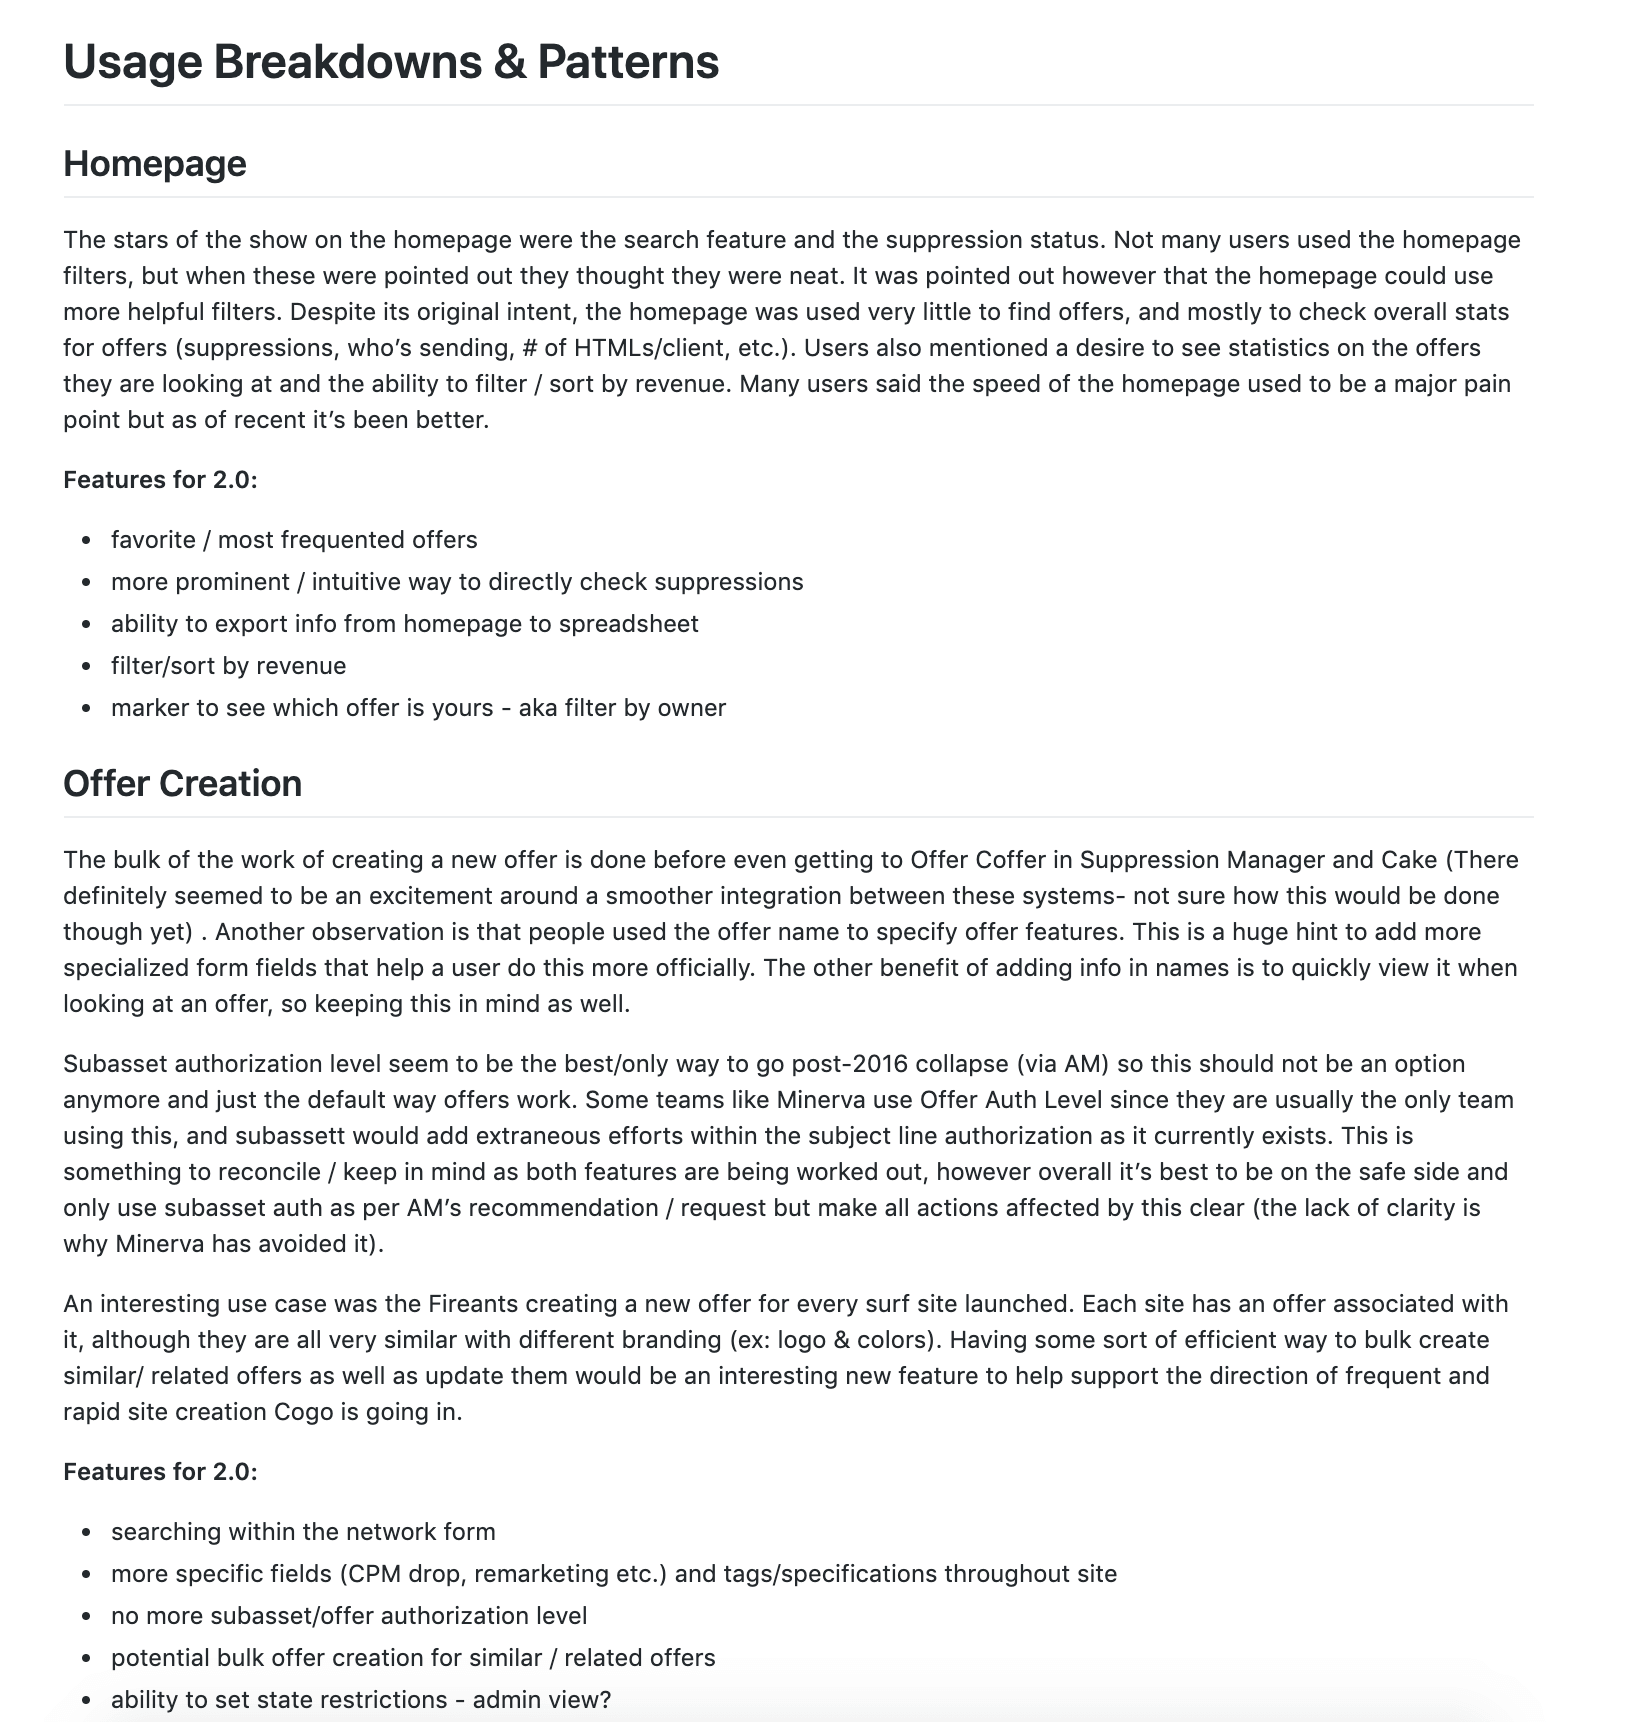 Usage Breakdowns & Patterns
Homepage
The stars of the show on the homepage were the search feature and the suppression status. Not many users used the homepage
filters, but when these were pointed out they thought they were neat. It was pointed out however that the homepage could use
more helpful filters. Despite its original intent, the homepage was used very little to find offers, and mostly to check overall stats
for offers (suppressions, who’s sending, # of HTMLs/client, etc.). Users also mentioned a desire to see statistics on the offers
they are looking at and the ability to filter / sort by revenue. Many users said the speed of the homepage used to be a major pain
point but as of recent it’s been better.
Features for 2.0:
• favorite / most frequented offers
• more prominent / intuitive way to directly check suppressions
• ability to export info from homepage to spreadsheet
• filter/sort by revenue
• marker to see which offer is yours - aka filter by owner
Offer Creation
The bulk of the work of creating a new offer is done before even getting to Offer Coffer in Suppression Manager and Cake (There
definitely seemed to be an excitement around a smoother integration between these systems- not sure how this would be done
though yet) . Another observation is that people used the offer name to specify offer features. This is a huge hint to add more
specialized form fields that help a user do this more officially. The other benefit of adding info in names is to quickly view it when
looking at an offer, so keeping this in mind as well.
Subasset authorization level seem to be the best/only way to go post-2016 collapse (via AM) so this should not be an option
anymore and just the default way offers work. Some teams like Minerva use Offer Auth Level since they are usually the only team
using this, and subassett would add extraneous efforts within the subject line authorization as it currently exists. This is
something to reconcile / keep in mind as both features are being worked out, however overall it’s best to be on the safe side and
only use subasset auth as per AM’s recommendation / request but make all actions affected by this clear (the lack of clarity is
why Minerva has avoided it).
An interesting use case was the Fireants creating a new offer for every surf site launched. Each site has an offer associated with
it, although they are all very similar with different branding (ex: logo & colors). Having some sort of efficient way to bulk create
similar/ related offers as well as update them would be an interesting new feature to help support the direction of frequent and
rapid site creation Cogo is going in.
Features for 2.0:
• searching within the network form
• more specific fields (CPM drop, remarketing etc.) and tags/specifications throughout site
• no more subasset/offer authorization level
• potential bulk offer creation for similar / related offers
• ability to set state restrictions - admin view?